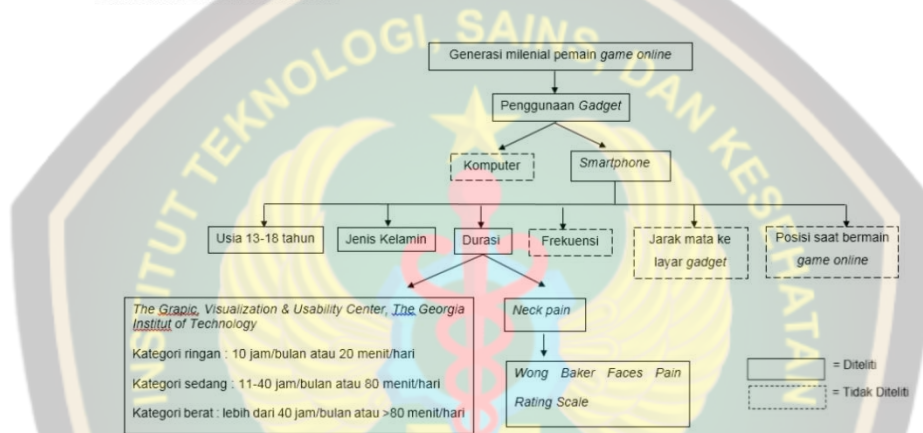 INSTITUT TEKNOLOGI, SAINS, DAN KESEHATAN
Generasi milenial pemain game online
Penggunaan Gadget
Komputer
Smartphone
Usia 13-18 tahun
Jenis Kelamin
Durasi
Frekuensi
Jarak mata ke
layar gadget
Posisi saat bermain
game online
The Grapic, Visualization & Usability Center, The Georgia
Institut of Technology
Kategori ringan : 10 jam/bulan atau 20 menit/hari
Kategori sedang : 11-40 jam/bulan atau 80 menit/hari
Kategori berat : lebih dari 40 jam/bulan atau >80 menit/hari
Neck pain
Wong Baker Faces Pain
Rating Scale
= Diteliti
= Tidak Diteliti